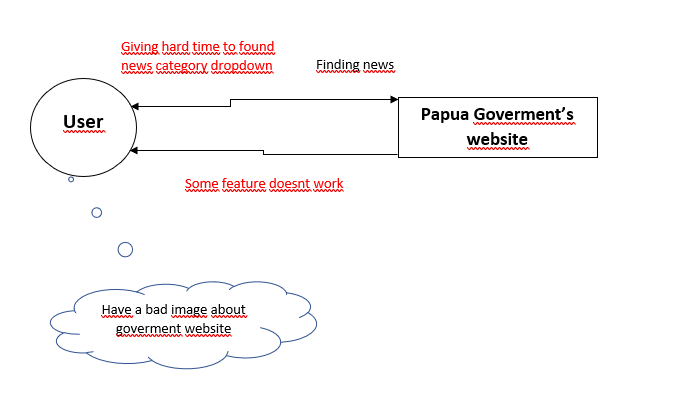 Giving hard time to found
news category dropdown
Finding news
User
Papua Goverment's
website
Some feature doesnt work
Have a bad image about
goverment website